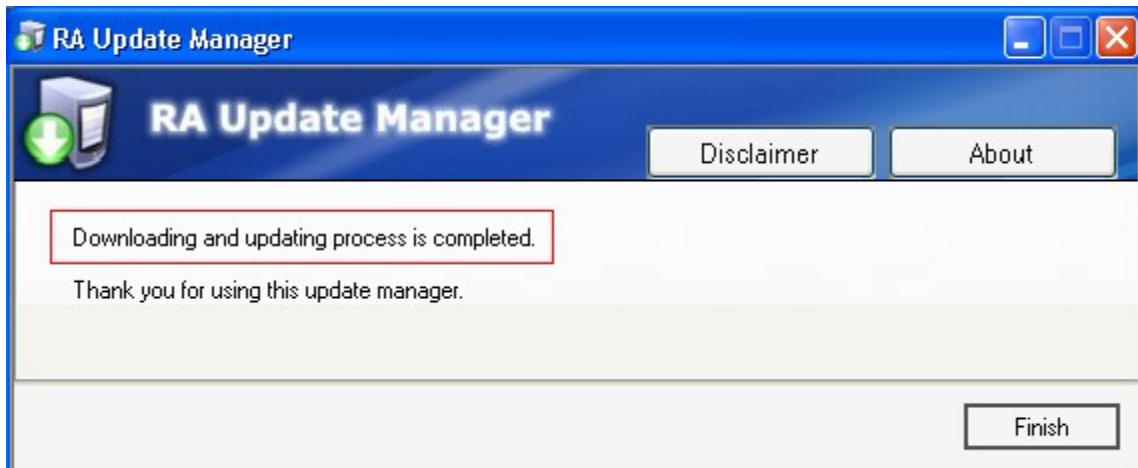 RA Update Manager
RA Update Manager
Disclaimer
About
Downloading and updating process is completed.
Thank you for using this update manager.
Finish